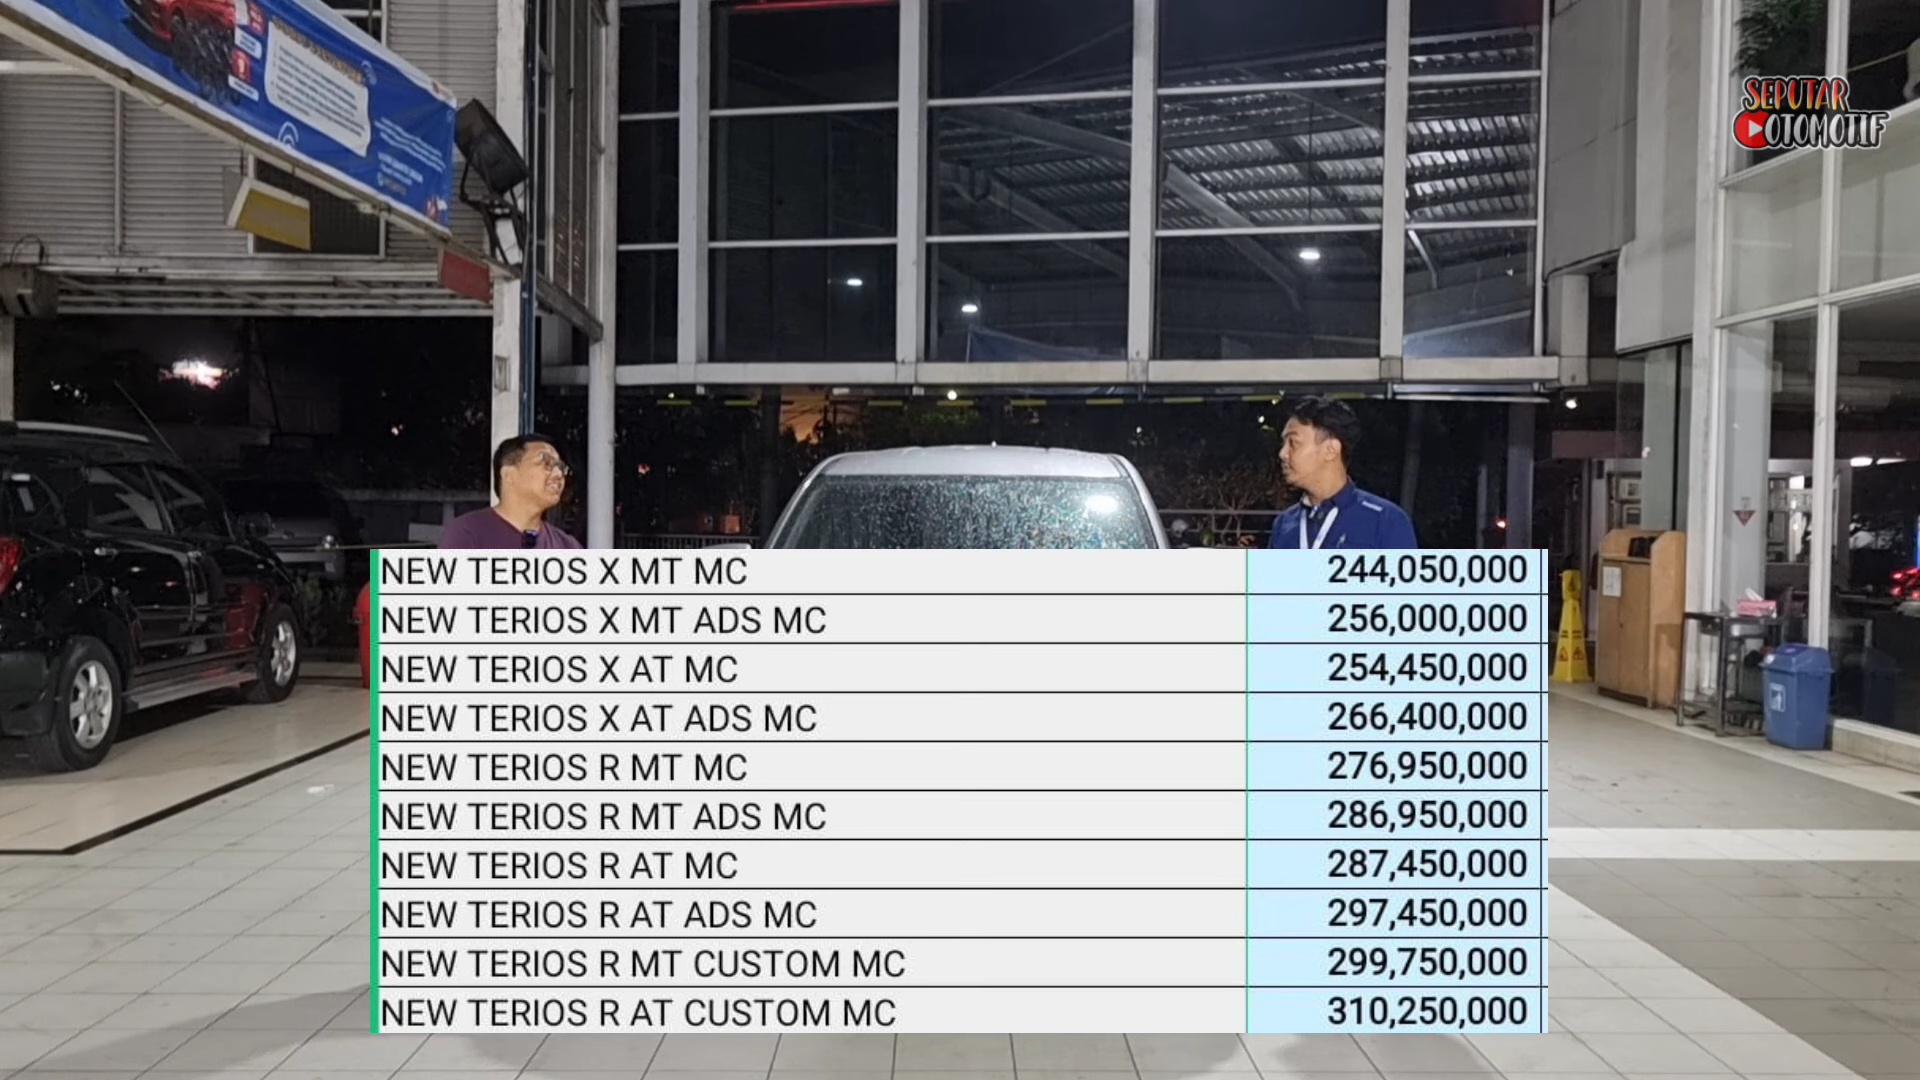 SEPUTAR
OTOMOTIF
NEW TERIOS X MT MC 244,050,000
NEW TERIOS X MT ADS MC 256,000,000
NEW TERIOS X AT MC 254,450,000
NEW TERIOS X AT ADS MC 266,400,000
NEW TERIOS R MT MC 276,950,000
NEW TERIOS R MT ADS MC 286,950,000
NEW TERIOS R AT MC 287,450,000
NEW TERIOS R AT ADS MC 297,450,000
NEW TERIOS R MT CUSTOM MC 299,750,000
NEW TERIOS R AT CUSTOM MC 310,250,000